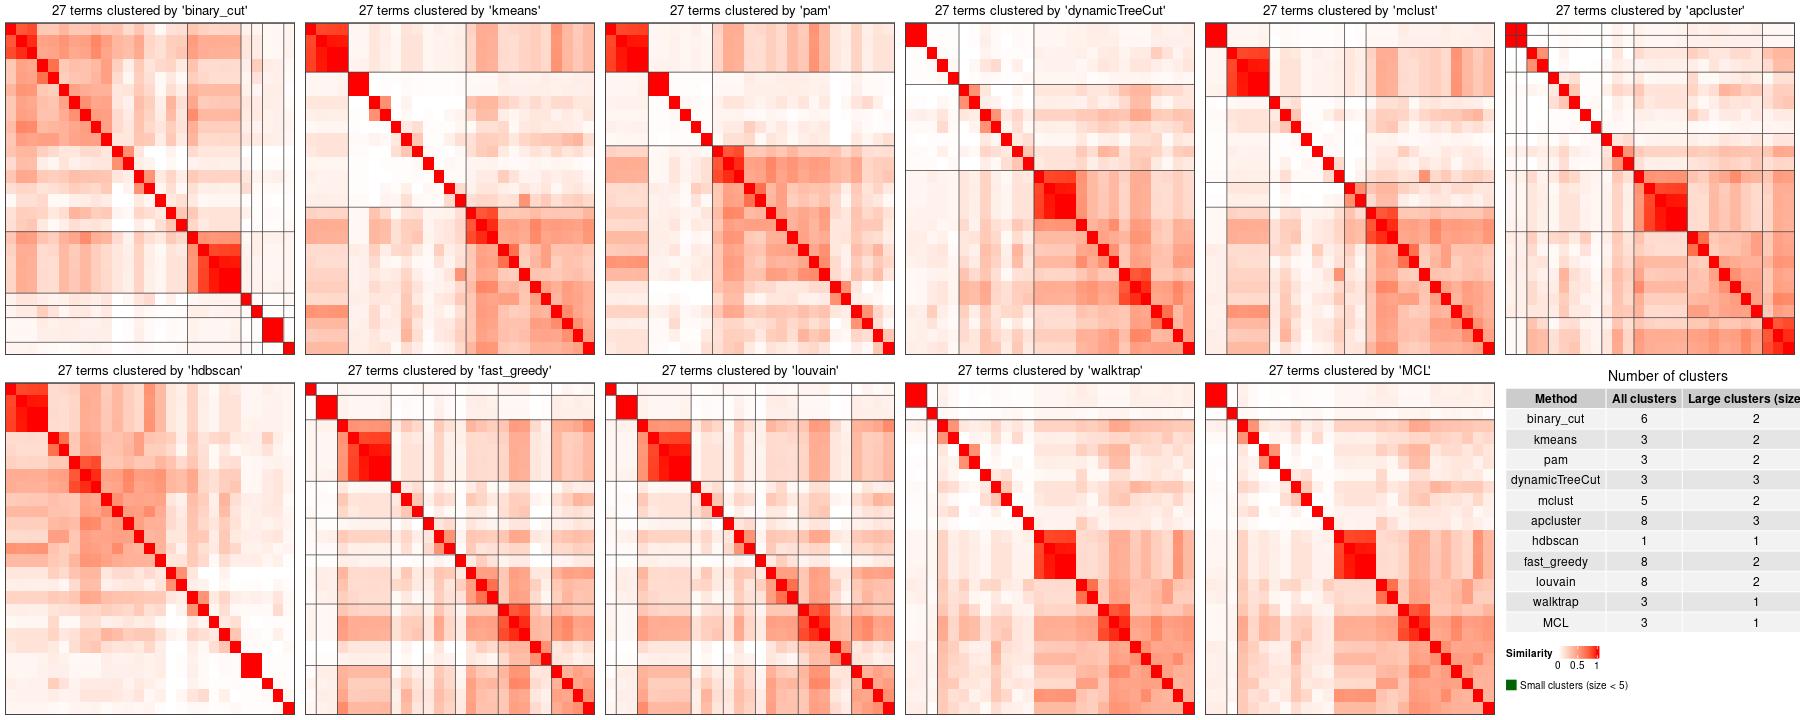 27 terms clustered by 'binary_cut'
27 terms clustered by 'kmeans'
27 terms clustered by 'pam'
27 terms clustered by 'dynamicTreeCut'
27 terms clustered by 'mclust'
27 terms clustered by 'apcluster'
27 terms clustered by 'hdbscan'
27 terms clustered by 'fast_greedy'
27 terms clustered by 'louvain'
27 terms clustered by 'walktrap'
27 terms clustered by 'MCL'
Number of clusters
Method All clusters Large clusters (size
binary_cut 6 2
kmeans 3 2
pam 3 2
dynamicTreeCut 3 3
mclust 5 2
apcluster 8 3
hdbscan 1 1
fast_greedy 8 2
louvain 8 2
walktrap 3 1
MCL 3 1
Similarity
0 0.5 1
Small clusters (size < 5)